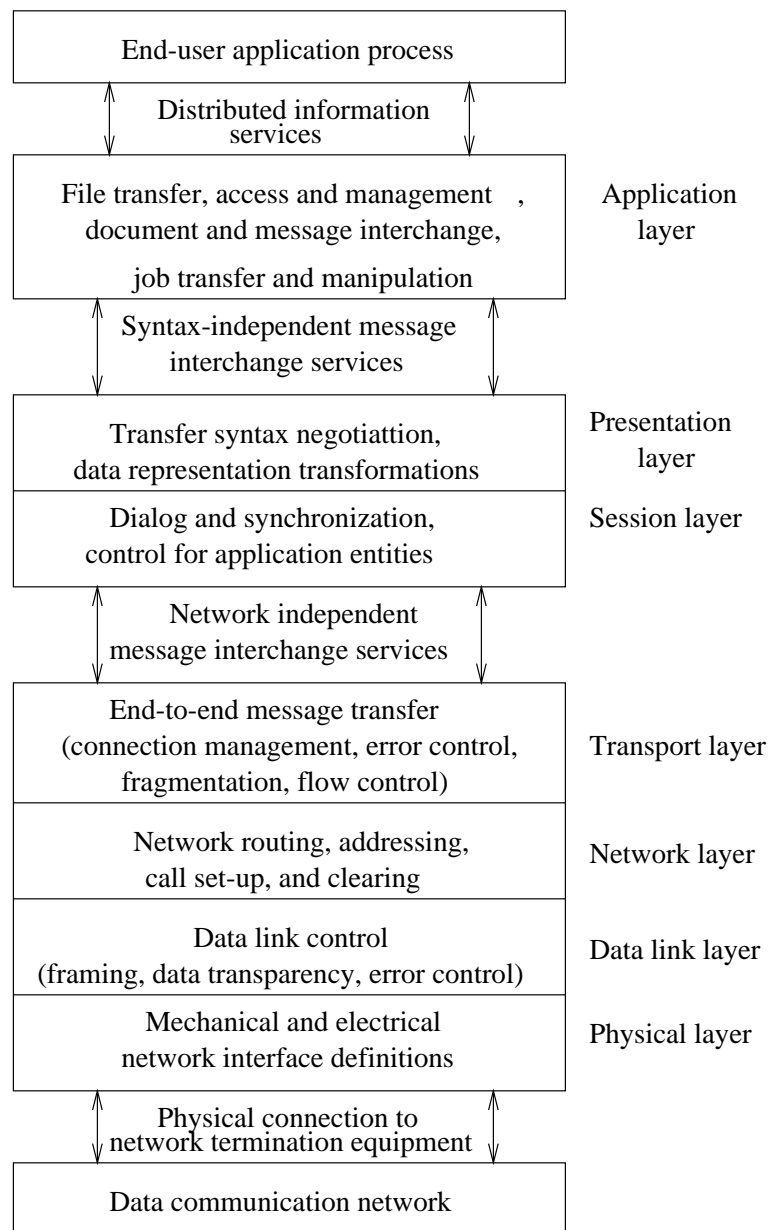 End-user application process
Distributed information
services
File transfer, access and management ,
document and message interchange,
job transfer and manipulation
Application
layer
Syntax-independent message
interchange services
Transfer syntax negotiattion,
data representation transformations
Presentation
layer
Dialog and synchronization,
control for application entities
Session layer
Network independent
message interchange services
End-to-end message transfer
(connection management, error control,
fragmentation, flow control)
Transport layer
Network routing, addressing,
call set-up, and clearing
Network layer
Data link control
(framing, data transparency, error control)
Data link layer
Mechanical and electrical
network interface definitions
Physical layer
Physical connection to
network termination equipment
Data communication network